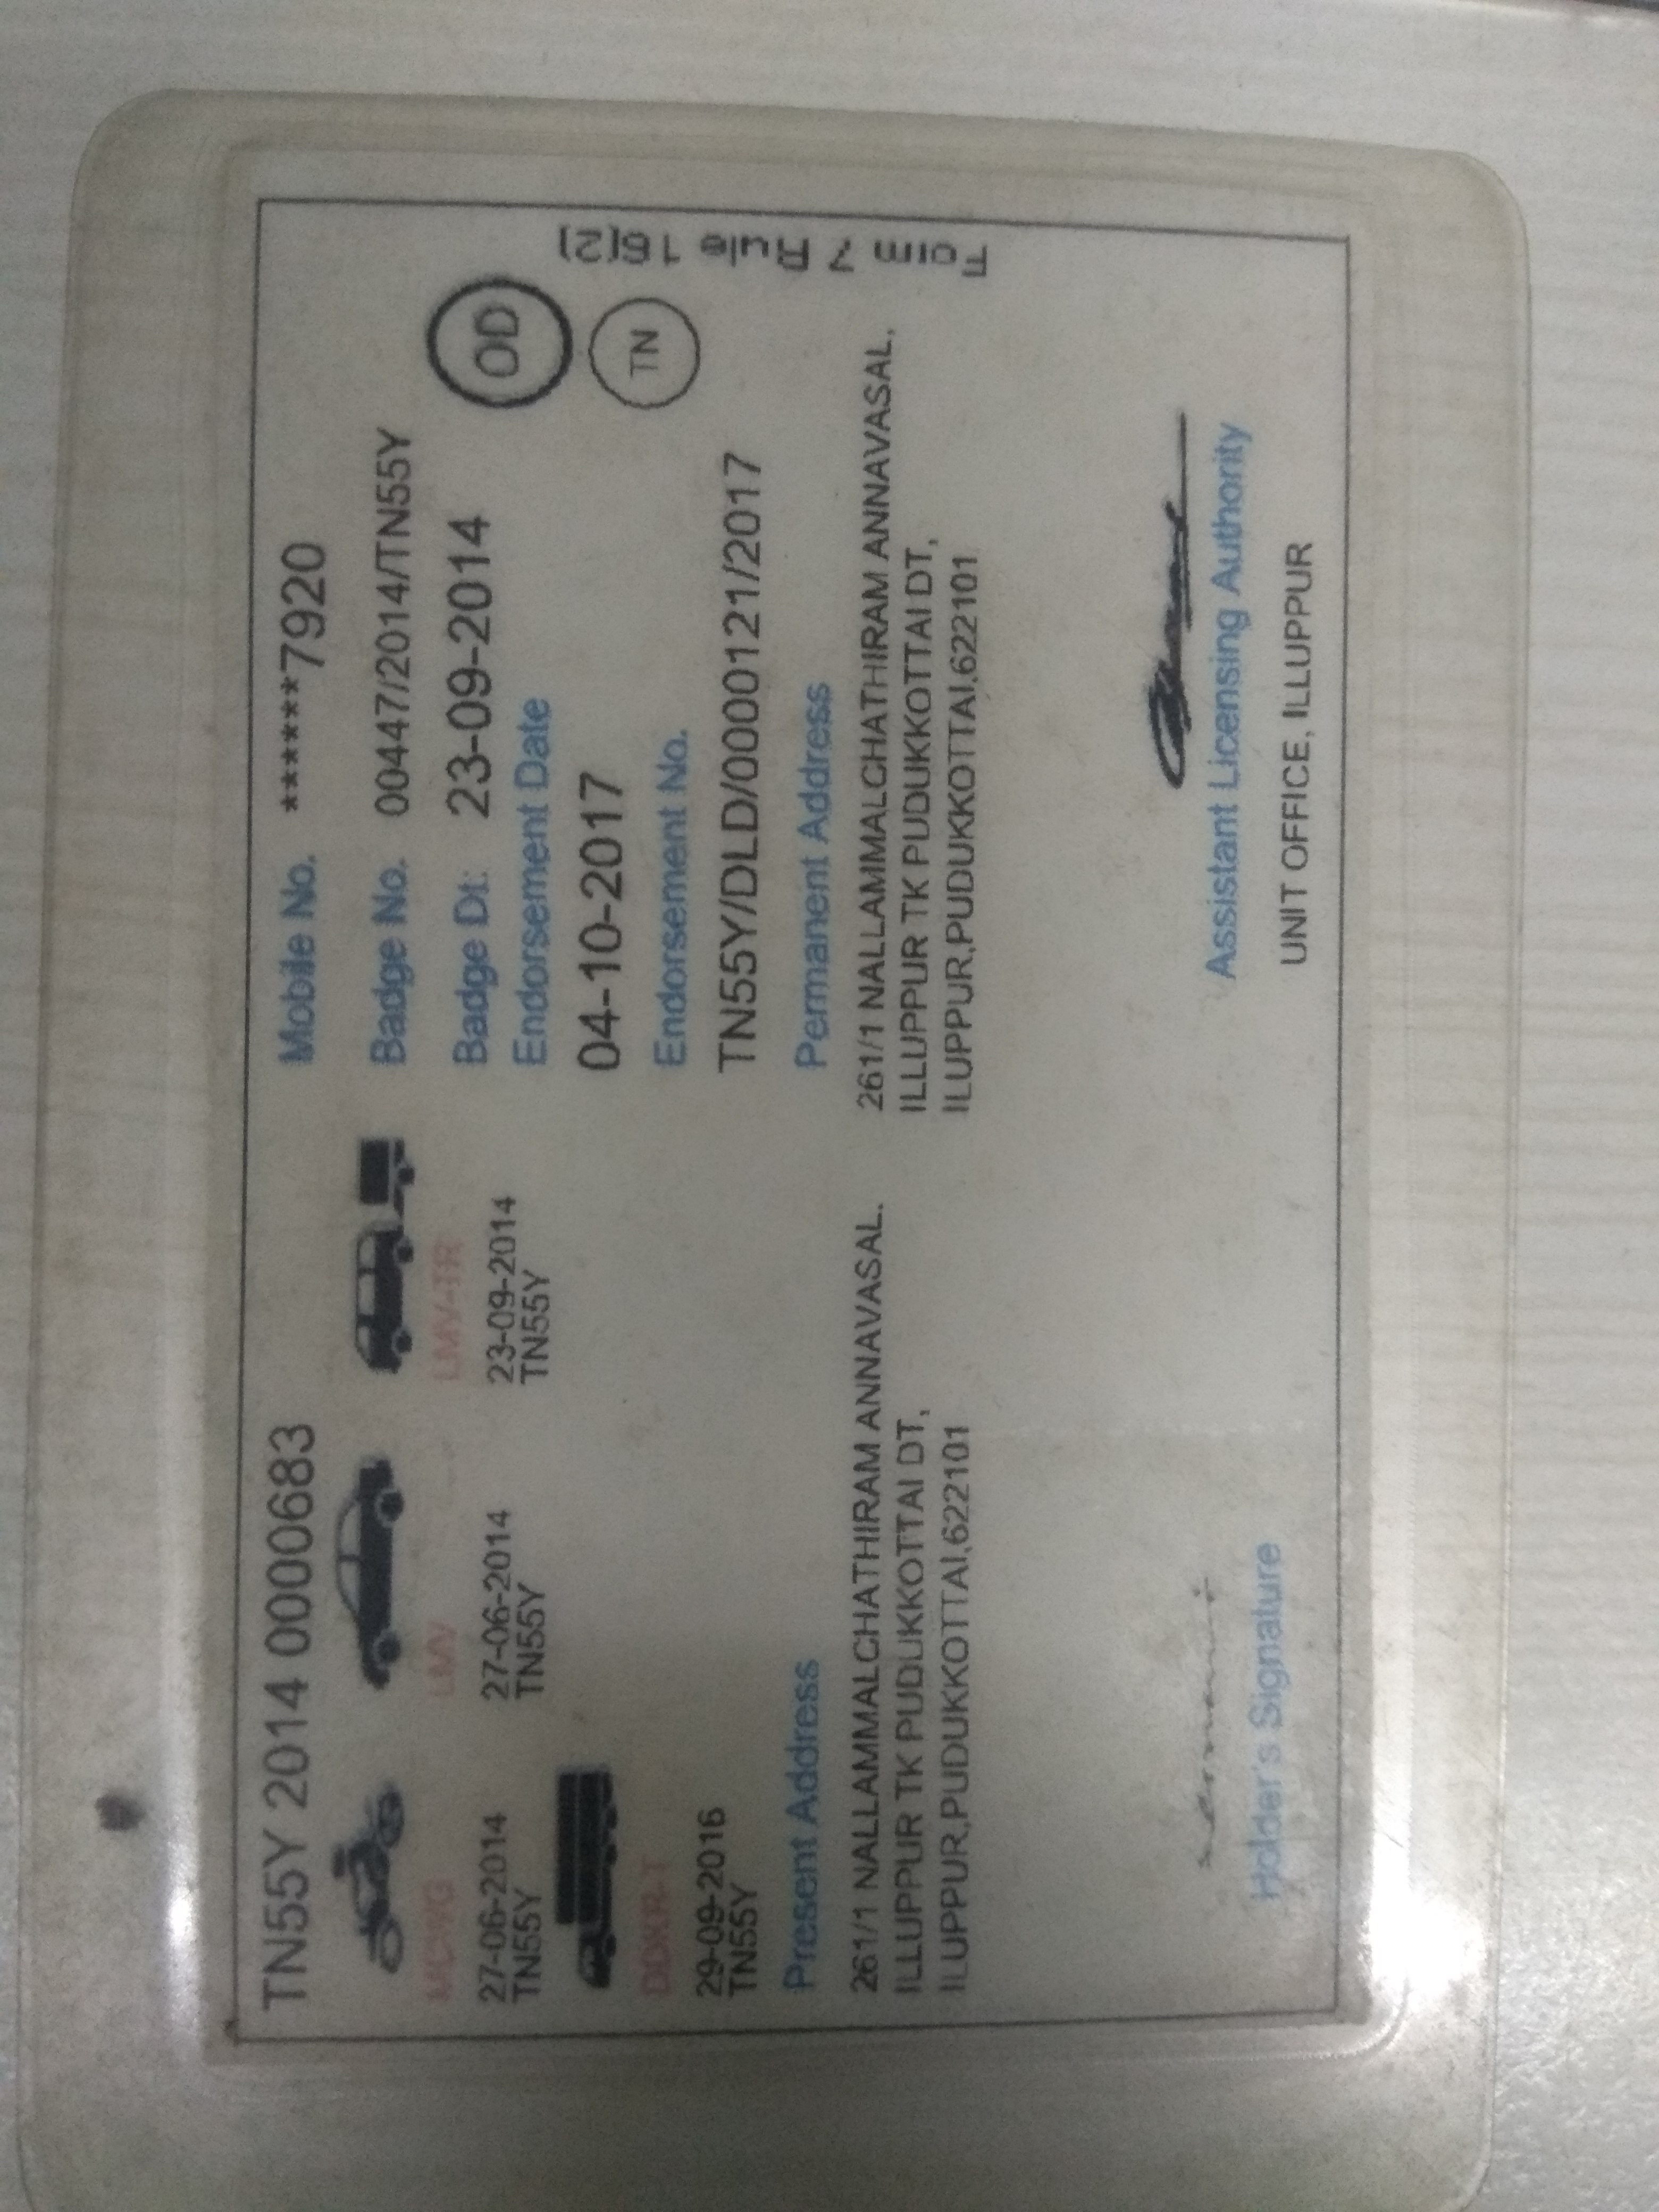 TN55Y 2014 0000683
MCWG
27-06-2014
TN55Y
LMV
27-06-2014
TN55Y
LMV-TR
23-09-2014
TN55Y
29-09-2016
TN55Y
Mobile No. ******7920
Badge No. 00447/2014/TN55Y
Badge Dt: 23-09-2014
Endorsement Date
04-10-2017
Endorsement No.
TN55Y/DLD/0000121/2017
OD
TN
Form 7 Rule 16(2)
Present Address
261/1 NALLAMMALCHATHIRAM ANNAVASAL.
ILLUPPUR TK PUDUKKOTTAI DT,
ILUPPUR,PUDUKKOTTAI,622101
Permanent Address
261/1 NALLAMMALCHATHIRAM ANNAVASAL.
ILLUPPUR TK PUDUKKOTTAI DT,
ILUPPUR,PUDUKKOTTAI,622101
Holder's Signature
Assistant Licensing Authority
UNIT OFFICE, ILLUPPUR